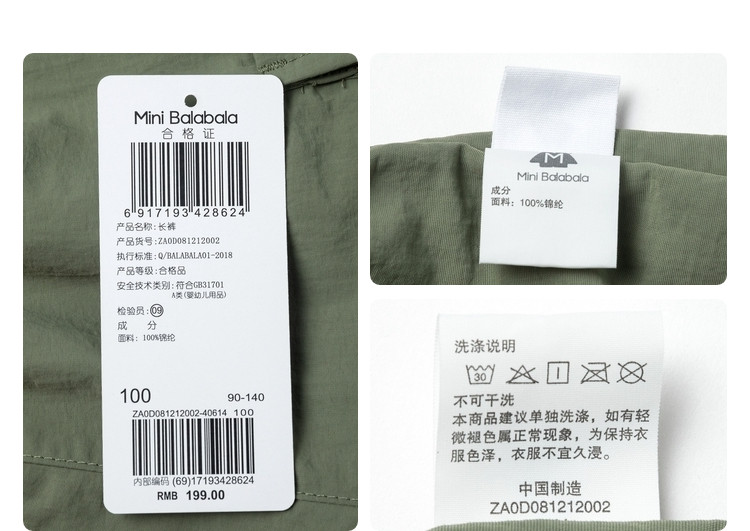 Mini Balabala
合格证
6 917193 428624
产品名称:长裤
产品货号:ZA0D081212002
执行标准:Q/BALABALA01-2018
产品等级:合格品
安全技术类别:符合GB31701
A类(婴幼儿用品)
检验员:09
成 分
面料: 100%锦纶
100 90-140
ZA0D081212002-40614 100
内部编码 (69)17193428624
RMB 199.00
M
Mini Balabala
成分
面料: 100%锦纶
洗涤说明
30
不可干洗
本商品建议单独洗涤, 如有轻
微褪色属正常现象, 为保持衣
服色泽, 衣服不宜久浸。
中国制造
ZA0D081212002